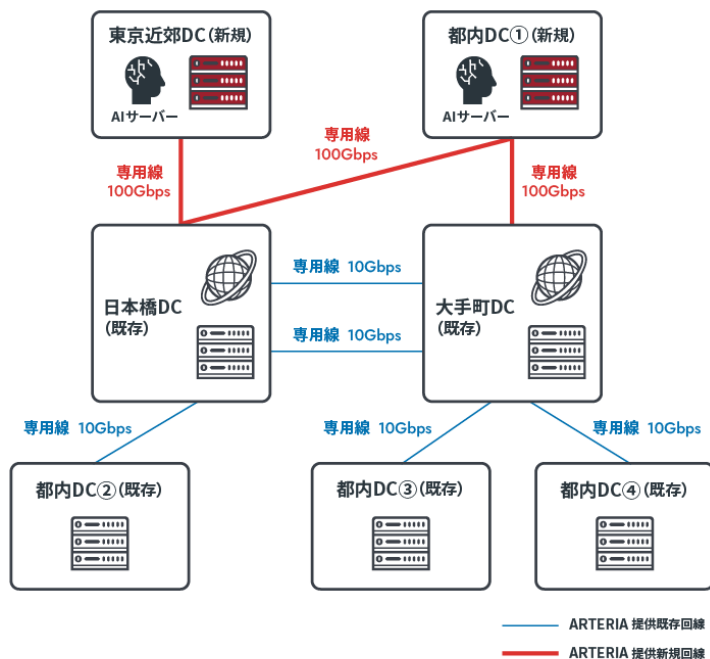 東京近郊DC(新規)
AIサーバー
都内DC①(新規)
AIサーバー
専用線
100Gbps
専用線
100Gbps
専用線
100Gbps
日本橋DC
(既存)
専用線 10Gbps
専用線 10Gbps
大手町DC
(既存)
専用線 10Gbps
専用線 10Gbps
専用線 10Gbps
都内DC②(既存)
都内DC③(既存)
都内DC④(既存)
ARTERIA 提供既存回線
ARTERIA 提供新規回線